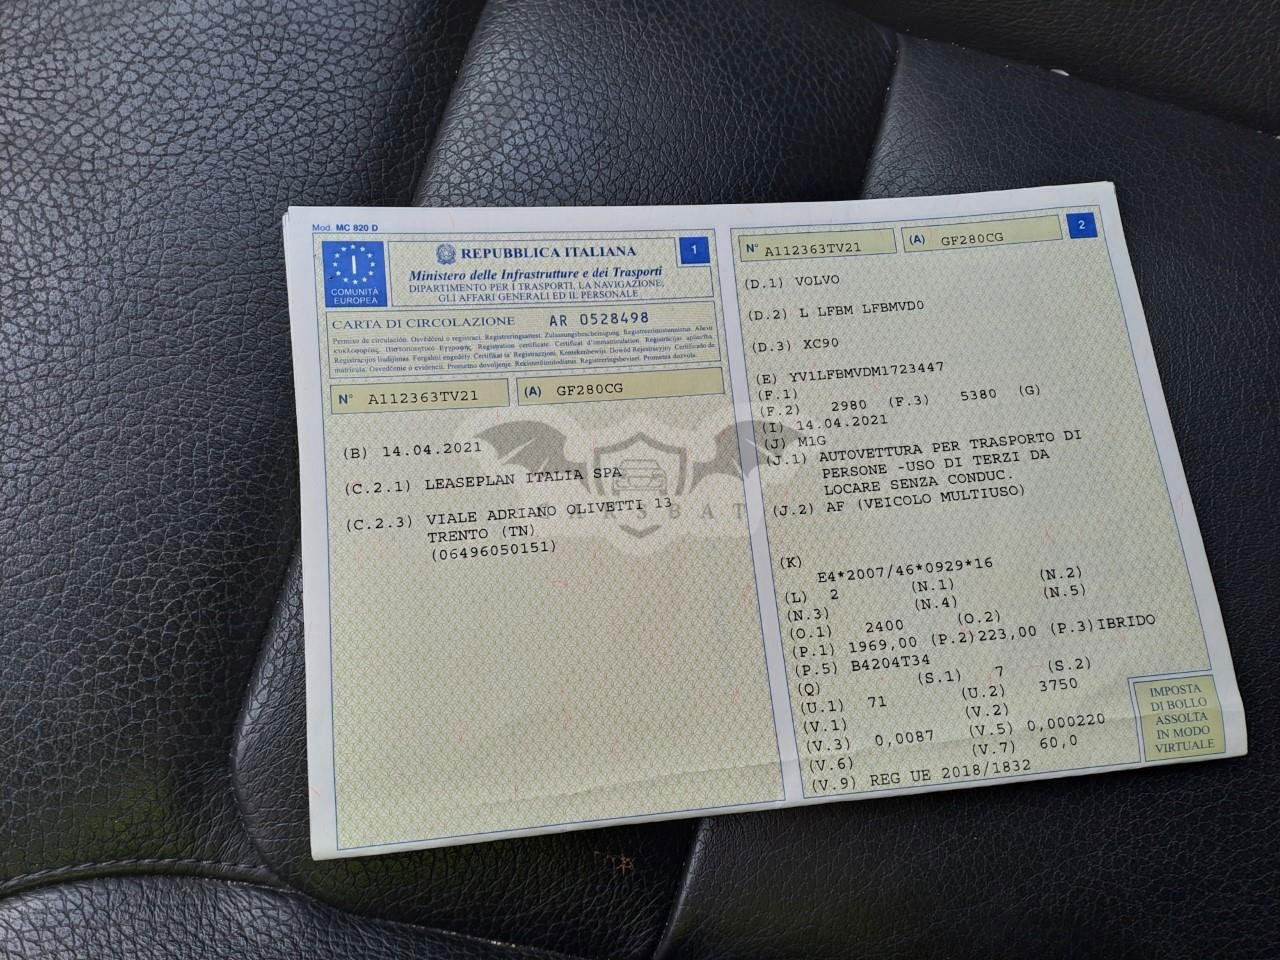 Mod. MC 820 D
I
COMUNITÀ
EUROPEA
REPUBBLICA ITALIANA
Ministero delle Infrastrutture e dei Trasporti
DIPARTIMENTO PER I TRASPORTI, LA NAVIGAZIONE,
GLI AFFARI GENERALI ED IL PERSONALE
1
CARTA DI CIRCOLAZIONE AR 0528498
N° A112363TV21 (A) GF280CG
(B) 14.04.2021
(C.2.1) LEASEPLAN ITALIA SPA
(C.2.3) VIALE ADRIANO OLIVETTI 13
TRENTO (TN)
(06496050151)
N° A112363TV21 (A) GF280CG
2
(D.1) VOLVO
(D.2) L LFBM LFBMVD0
(D.3) XC90
(E) YV1LFBMVDM1723447
(F.1)
(F.2) 2980 (F.3) 5380 (G)
(I) 14.04.2021
(J) M1G
(J.1) AUTOVETTURA PER TRASPORTO DI
PERSONE -USO DI TERZI DA
LOCARE SENZA CONDUC.
(J.2) AF (VEICOLO MULTIUSO)
(K)
E4*2007/46*0929*16
(L) 2 (N.1) (N.2)
(N.3) (N.4) (N.5)
(O.1) 2400 (O.2)
(P.1) 1969,00 (P.2)223,00 (P.3)IBRIDO
(P.5) B4204T34
(Q) (S.1) 7 (S.2)
(U.1) 71 (U.2) 3750
(V.1) (V.2)
(V.3) 0,0087 (V.5) 0,000220
(V.6) (V.7) 60,0
(V.9) REG UE 2018/1832
IMPOSTA
DI BOLLO
ASSOLTA
IN MODO
VIRTUALE